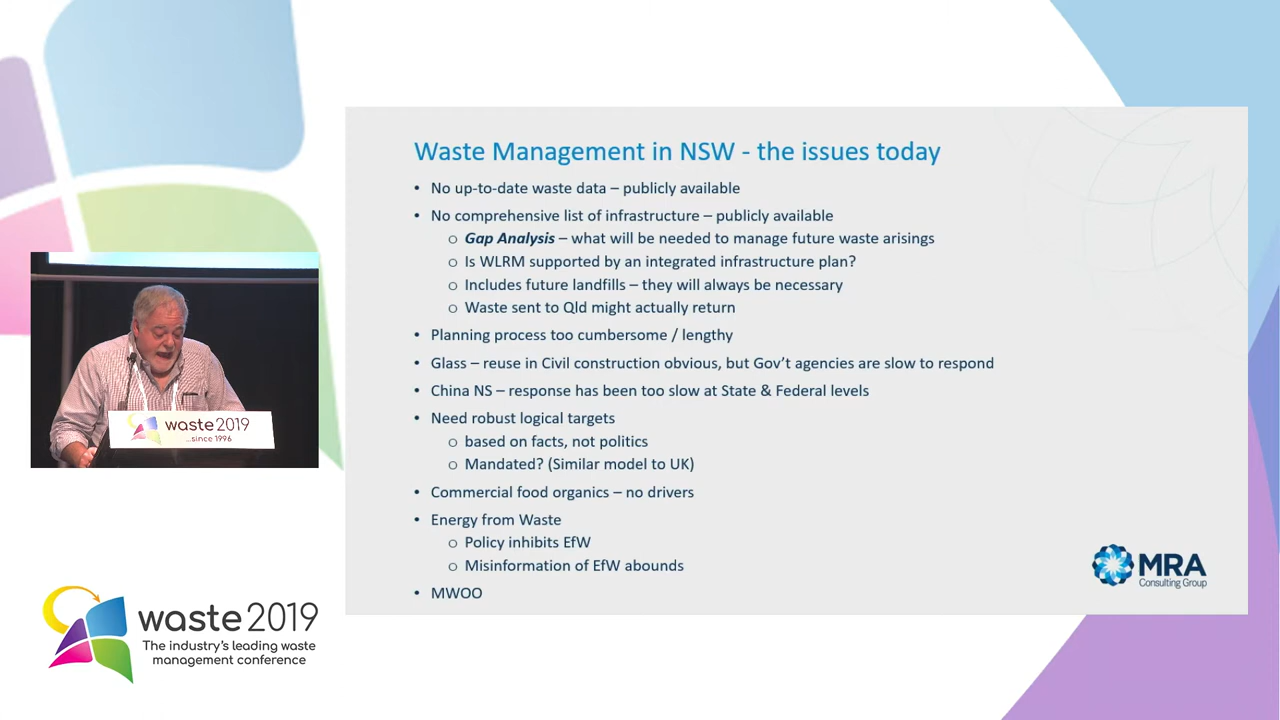 Waste Management in NSW - the issues today
• No up-to-date waste data – publicly available
• No comprehensive list of infrastructure – publicly available
o Gap Analysis – what will be needed to manage future waste arisings
o Is WLRM supported by an integrated infrastructure plan?
o Includes future landfills – they will always be necessary
o Waste sent to Qld might actually return
• Planning process too cumbersome / lengthy
• Glass – reuse in Civil construction obvious, but Gov't agencies are slow to respond
• China NS – response has been too slow at State & Federal levels
• Need robust logical targets
o based on facts, not politics
o Mandated? (Similar model to UK)
• Commercial food organics – no drivers
• Energy from Waste
o Policy inhibits EfW
o Misinformation of EfW abounds
• MWOO
MRA
Consulting Group
waste2019
...since 1996
waste2019
The industry's leading waste
management conference